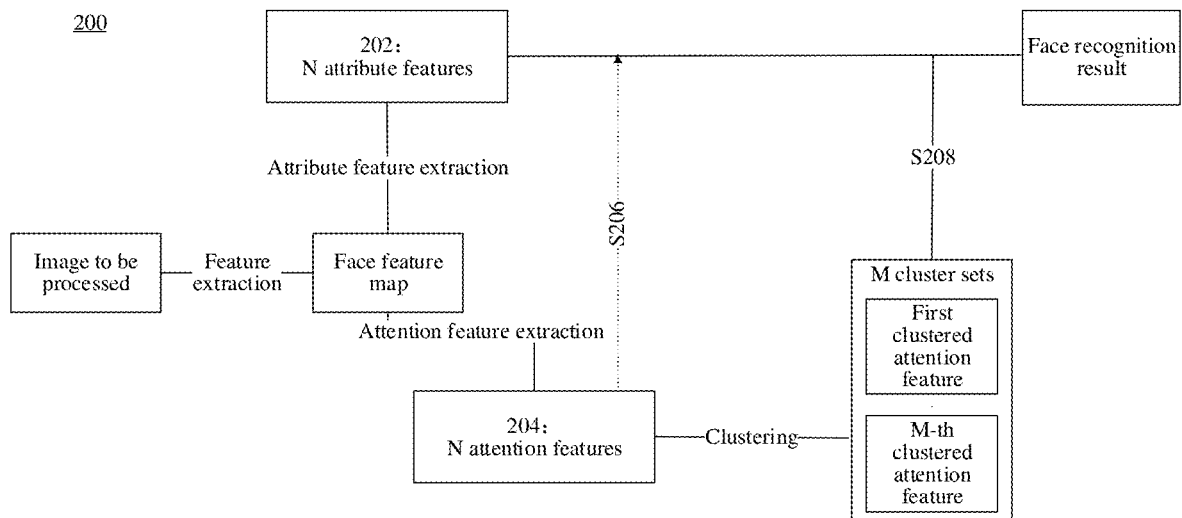 200
202：
N attribute features
Face recognition
result
Attribute feature extraction
S208
S206
Image to be
processed
Feature
extraction
Face feature
map
M cluster sets
First
clustered
attention
feature
Attention feature extraction
204：
N attention features
Clustering
M-th
clustered
attention
feature